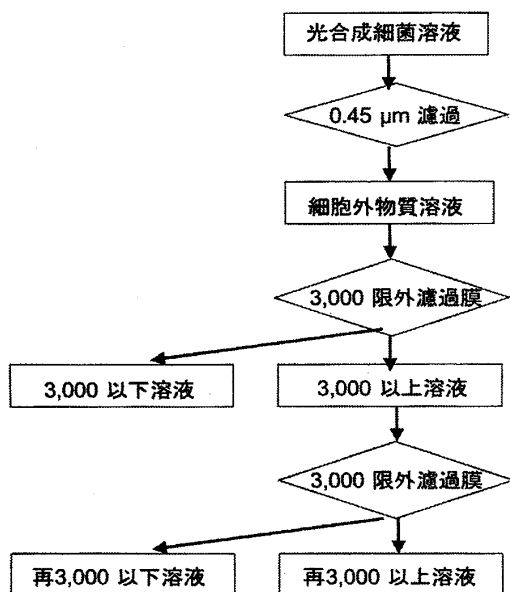 光合成細菌溶液
0.45 μm 濾過
細胞外物質溶液
3,000 限外濾過膜
3,000 以下溶液
3,000 以上溶液
3,000 限外濾過膜
再3,000 以下溶液
再3,000 以上溶液